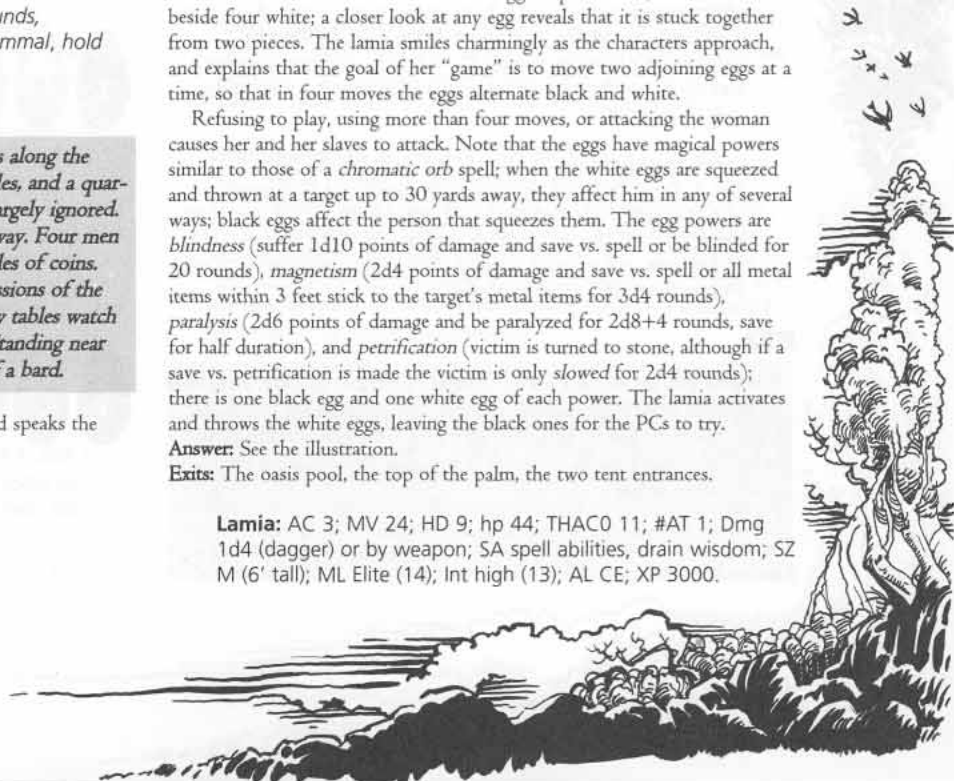 unds,
mmal, hold
s along the
les, and a quar-
argely ignored.
way. Four men
les of coins.
ssions of the
y tables watch
tanding near
f a bard.
d speaks the
beside four white; a closer look at any egg reveals that it is stuck together
from two pieces. The lamia smiles charmingly as the characters approach,
and explains that the goal of her "game" is to move two adjoining eggs at a
time, so that in four moves the eggs alternate black and white.
Refusing to play, using more than four moves, or attacking the woman
causes her and her slaves to attack. Note that the eggs have magical powers
similar to those of a chromatic orb spell; when the white eggs are squeezed
and thrown at a target up to 30 yards away, they affect him in any of several
ways; black eggs affect the person that squeezes them. The egg powers are
blindness (suffer 1d10 points of damage and save vs. spell or be blinded for
20 rounds), magnetism (2d4 points of damage and save vs. spell or all metal
items within 3 feet stick to the target's metal items for 3d4 rounds),
paralysis (2d6 points of damage and be paralyzed for 2d8+4 rounds, save
for half duration), and petrification (victim is turned to stone, although if a
save vs. petrification is made the victim is only slowed for 2d4 rounds);
there is one black egg and one white egg of each power. The lamia activates
and throws the white eggs, leaving the black ones for the PCs to try.
Answer: See the illustration.
Exits: The oasis pool, the top of the palm, the two tent entrances.
Lamia: AC 3; MV 24; HD 9; hp 44; THAC0 11; #AT 1; Dmg
1d4 (dagger) or by weapon; SA spell abilities, drain wisdom; SZ
M (6' tall); ML Elite (14); Int high (13); AL CE; XP 3000.